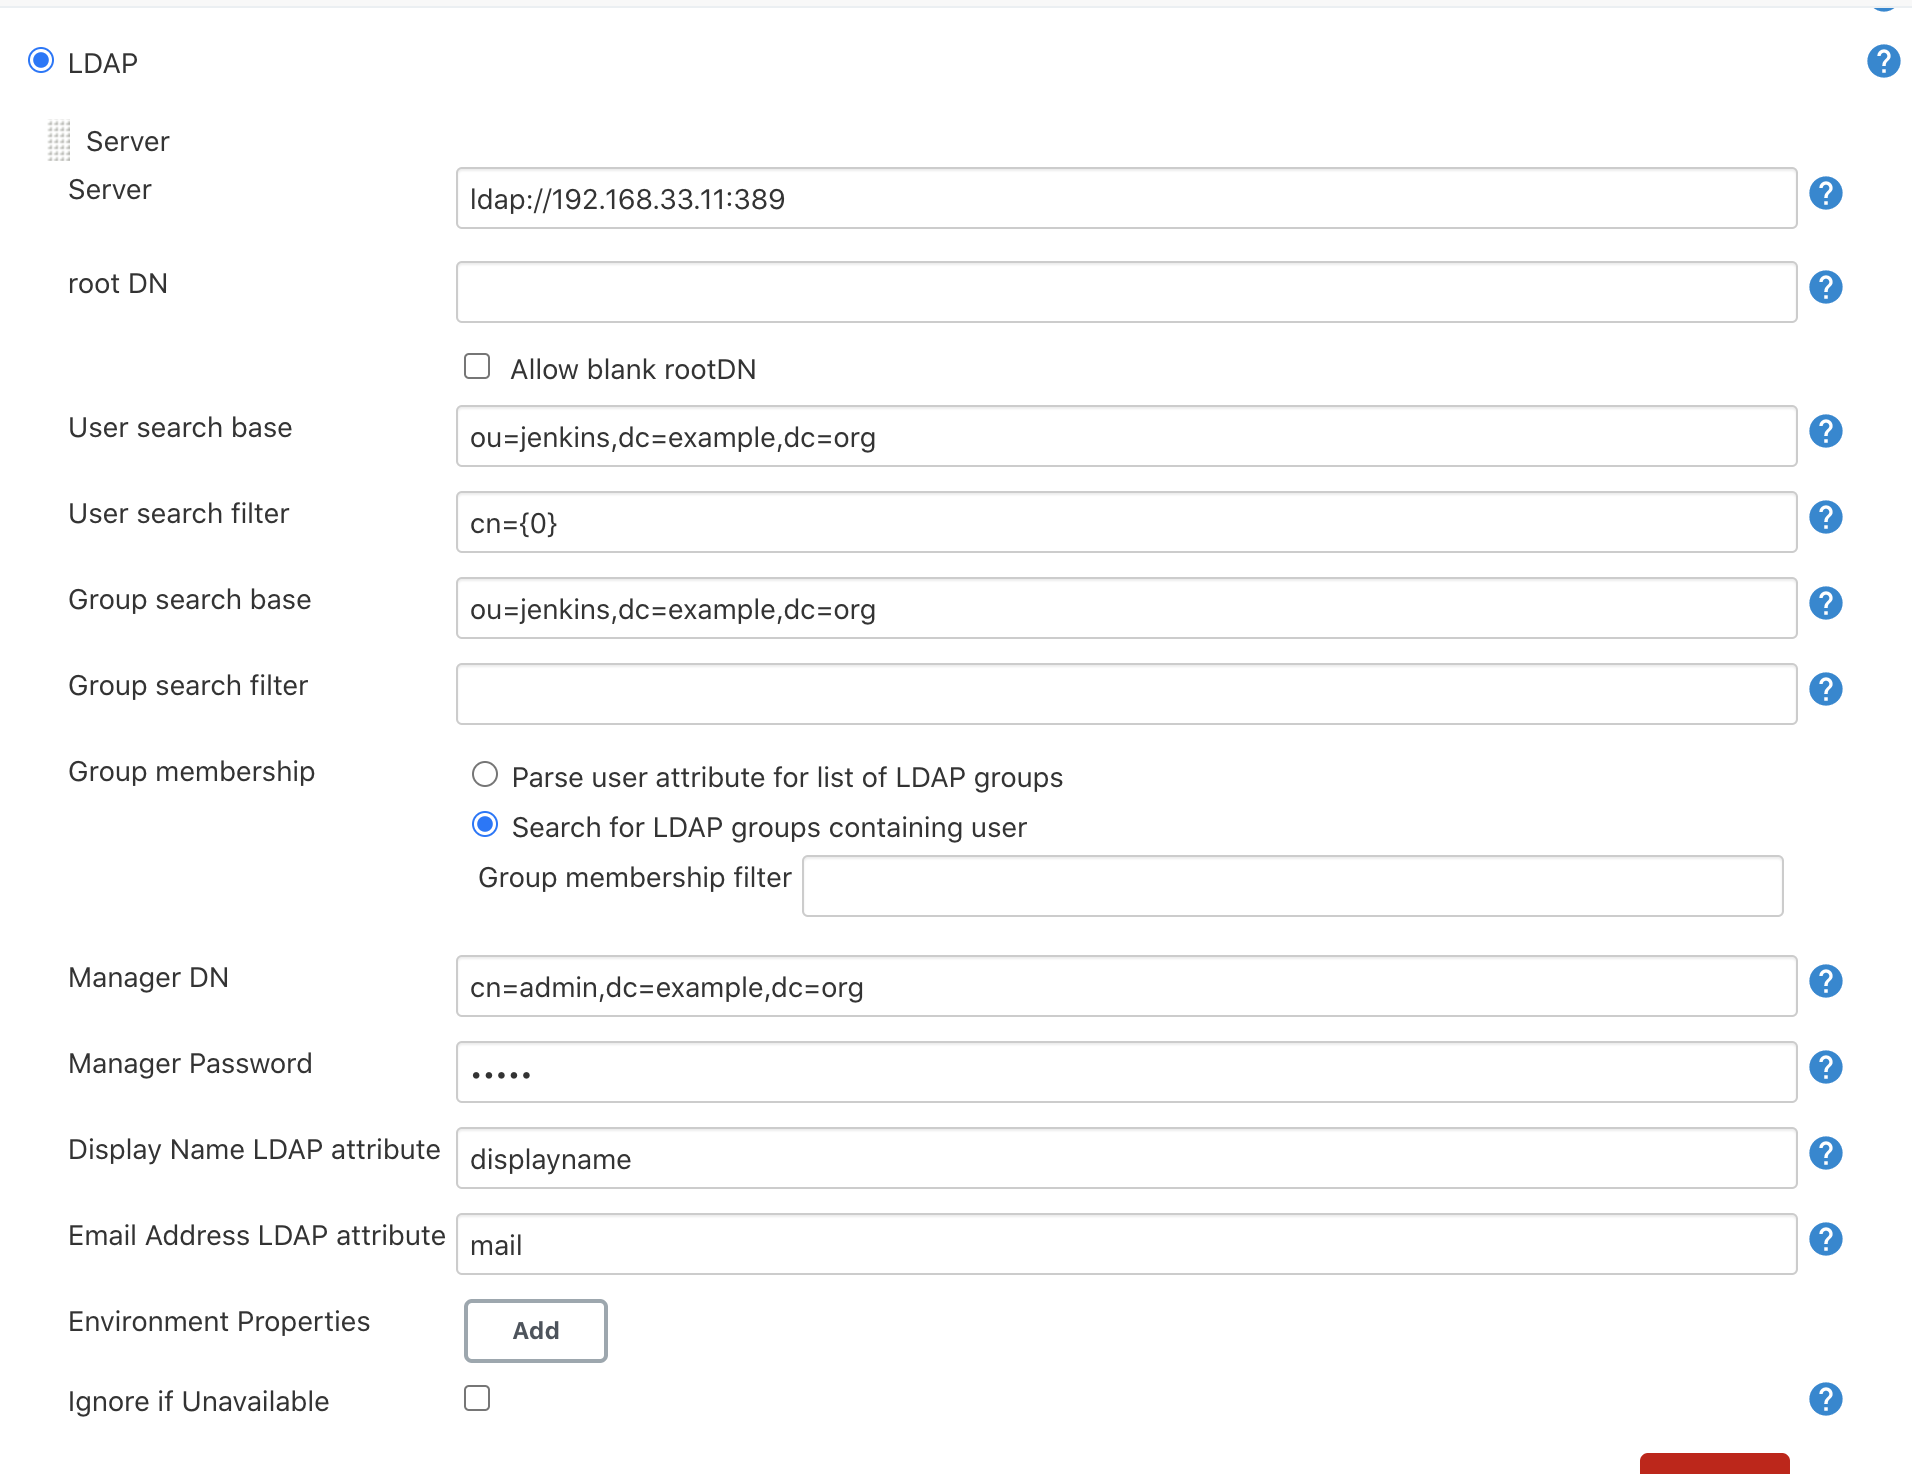 LDAP
?
Server
Server
ldap://192.168.33.11:389
?
root DN
?
Allow blank rootDN
User search base
ou=jenkins,dc=example,dc=org
?
User search filter
cn={0}
?
Group search base
ou=jenkins,dc=example,dc=org
?
Group search filter
?
Group membership
Parse user attribute for list of LDAP groups
Search for LDAP groups containing user
Group membership filter
Manager DN
cn=admin,dc=example,dc=org
?
Manager Password
•••••
?
Display Name LDAP attribute
displayname
?
Email Address LDAP attribute
mail
?
Environment Properties
Add
Ignore if Unavailable
?